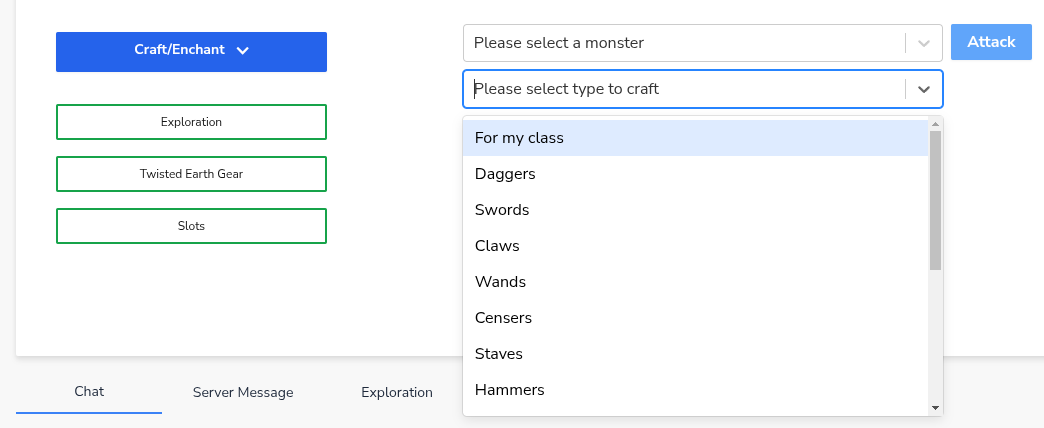 Craft/Enchant
Exploration
Twisted Earth Gear
Slots
Please select a monster
Attack
Please select type to craft
For my class
Daggers
Swords
Claws
Wands
Censers
Staves
Hammers
Chat
Server Message
Exploration